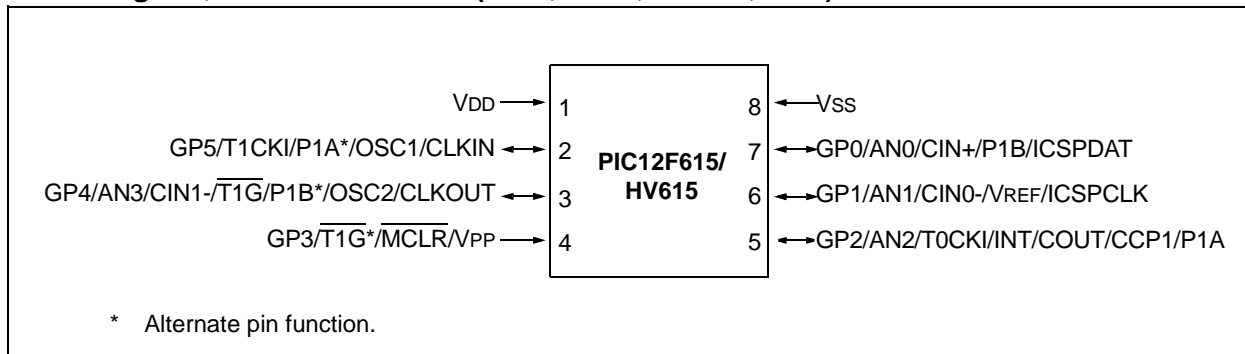 VDD 1 8 VSS
GP5/T1CKI/P1A*/OSC1/CLKIN 2 PIC12F615/ 7 GP0/AN0/CIN+/P1B/ICSPDAT
GP4/AN3/CIN1-/T1G/P1B*/OSC2/CLKOUT 3 HV615 6 GP1/AN1/CIN0-/VREF/ICSPCLK
GP3/T1G*/MCLR/VPP 4 5 GP2/AN2/T0CKI/INT/COUT/CCP1/P1A
* Alternate pin function.